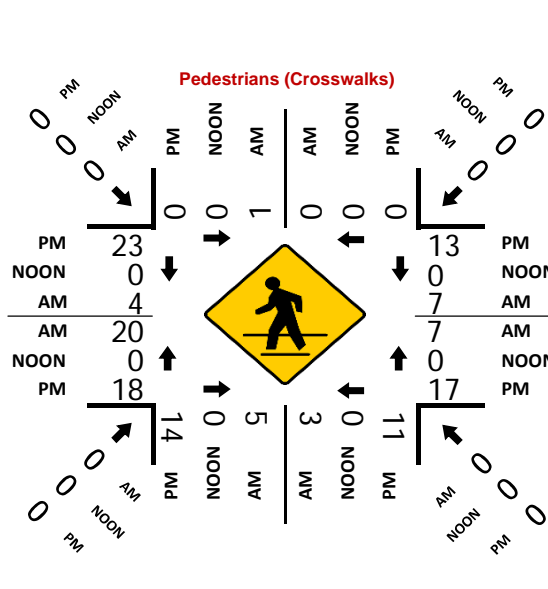 Pedestrians (Crosswalks)
PM NOON AM
0 0 0
PM NOON AM AM NOON PM
PM NOON AM
0 0 0
0 0 1 0 0 0
PM 23
NOON 0
AM 4
AM 20
NOON 0
PM 18
13 PM
0 NOON
7 AM
7 AM
0 NOON
17 PM
14 0 5 3 0 11
PM NOON AM AM NOON PM
0 0 0
AM NOON PM
0 0 0
AM NOON PM